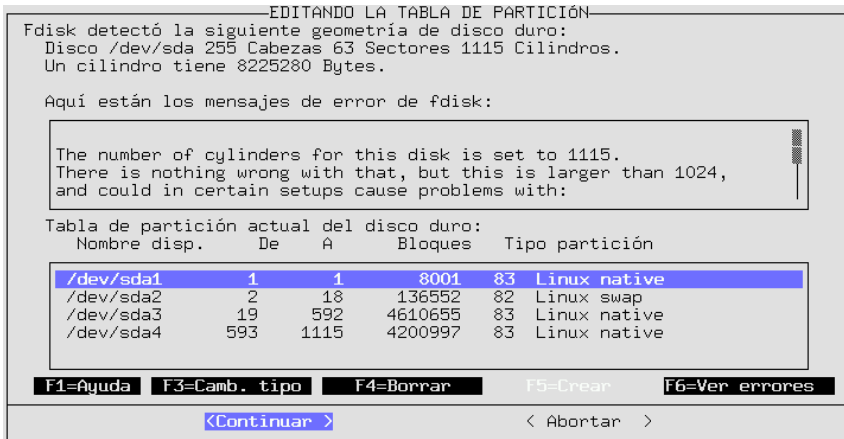 EDITANDO LA TABLA DE PARTICIÓN
Fdisk detectó la siguiente geometría de disco duro:
Disco /dev/sda 255 Cabezas 63 Sectores 1115 Cilindros.
Un cilindro tiene 8225280 Bytes.
Aquí están los mensajes de error de fdisk:
The number of cylinders for this disk is set to 1115.
There is nothing wrong with that, but this is larger than 1024,
and could in certain setups cause problems with:
Tabla de partición actual del disco duro:
Nombre disp. De A Bloques Tipo partición
/dev/sda1 1 1 8001 83 Linux native
/dev/sda2 2 18 136552 82 Linux swap
/dev/sda3 19 592 4610655 83 Linux native
/dev/sda4 593 1115 4200997 83 Linux native
F1=Ayuda F3=Camb. tipo F4=Borrar F5=Crear F6=Ver errores
<Continuar > < Abortar >